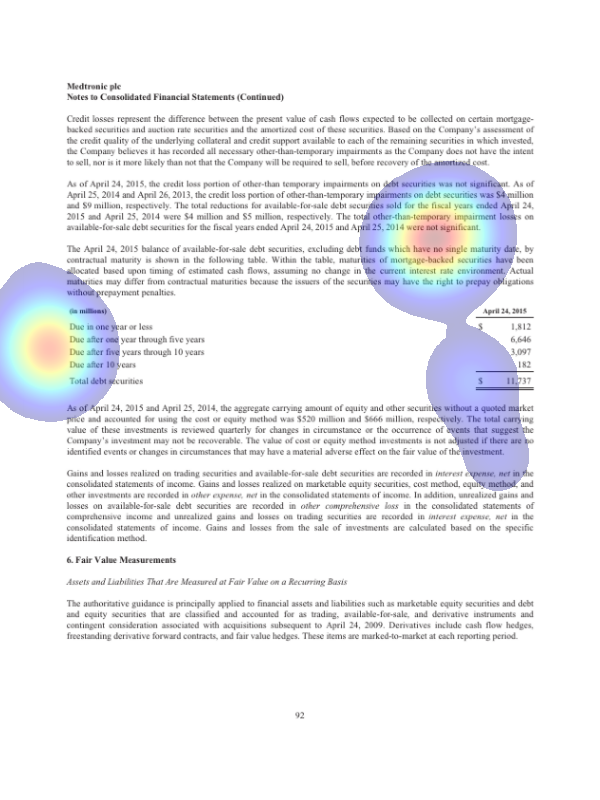 Medtronic plc
Notes to Consolidated Financial Statements (Continued)
Credit losses represent the difference between the present value of cash flows expected to be collected on certain mortgage-
backed securities and auction rate securities and the amortized cost of these securities. Based on the Company's assessment of
the credit quality of the underlying collateral and credit support available to each of the remaining securities in which invested,
the Company believes it has recorded all necessary other-than-temporary impairments as the Company does not have the intent
to sell, nor is it more likely than not that the Company will be required to sell, before recovery of the amortized cost.
As of April 24, 2015, the credit loss portion of other-than temporary impairments on debt securities was not significant. As of
April 25, 2014 and April 26, 2013, the credit loss portion of other-than-temporary impairments on debt securities was $4 million
and $9 million, respectively. The total reductions for available-for-sale debt securities sold for the fiscal years ended April 24,
2015 and April 25, 2014 were $4 million and $5 million, respectively. The total other-than-temporary impairment losses on
available-for-sale debt securities for the fiscal years ended April 24, 2015 and April 25, 2014 were not significant.
The April 24, 2015 balance of available-for-sale debt securities, excluding debt funds which have no single maturity date, by
contractual maturity is shown in the following table. Within the table, maturities of mortgage-backed securities have been
allocated based upon timing of estimated cash flows, assuming no change in the current interest rate environment. Actual
maturities may differ from contractual maturities because the issuers of the securities may have the right to prepay obligations
without prepayment penalties.
(in millions) April 24, 2015
Due in one year or less $ 1,812
Due after one year through five years 6,646
Due after five years through 10 years 3,097
Due after 10 years 182
Total debt securities $ 11,737
As of April 24, 2015 and April 25, 2014, the aggregate carrying amount of equity and other securities without a quoted market
price and accounted for using the cost or equity method was $520 million and $666 million, respectively. The total carrying
value of these investments is reviewed quarterly for changes in circumstance or the occurrence of events that suggest the
Company's investment may not be recoverable. The value of cost or equity method investments is not adjusted if there are no
identified events or changes in circumstances that may have a material adverse effect on the fair value of the investment.
Gains and losses realized on trading securities and available-for-sale debt securities are recorded in interest expense, net in the
consolidated statements of income. Gains and losses realized on marketable equity securities, cost method, equity method, and
other investments are recorded in other expense, net in the consolidated statements of income. In addition, unrealized gains and
losses on available-for-sale debt securities are recorded in other comprehensive loss in the consolidated statements of
comprehensive income and unrealized gains and losses on trading securities are recorded in interest expense, net in the
consolidated statements of income. Gains and losses from the sale of investments are calculated based on the specific
identification method.
6. Fair Value Measurements
Assets and Liabilities That Are Measured at Fair Value on a Recurring Basis
The authoritative guidance is principally applied to financial assets and liabilities such as marketable equity securities and debt
and equity securities that are classified and accounted for as trading, available-for-sale, and derivative instruments and
contingent consideration associated with acquisitions subsequent to April 24, 2009. Derivatives include cash flow hedges,
freestanding derivative forward contracts, and fair value hedges. These items are marked-to-market at each reporting period.
92